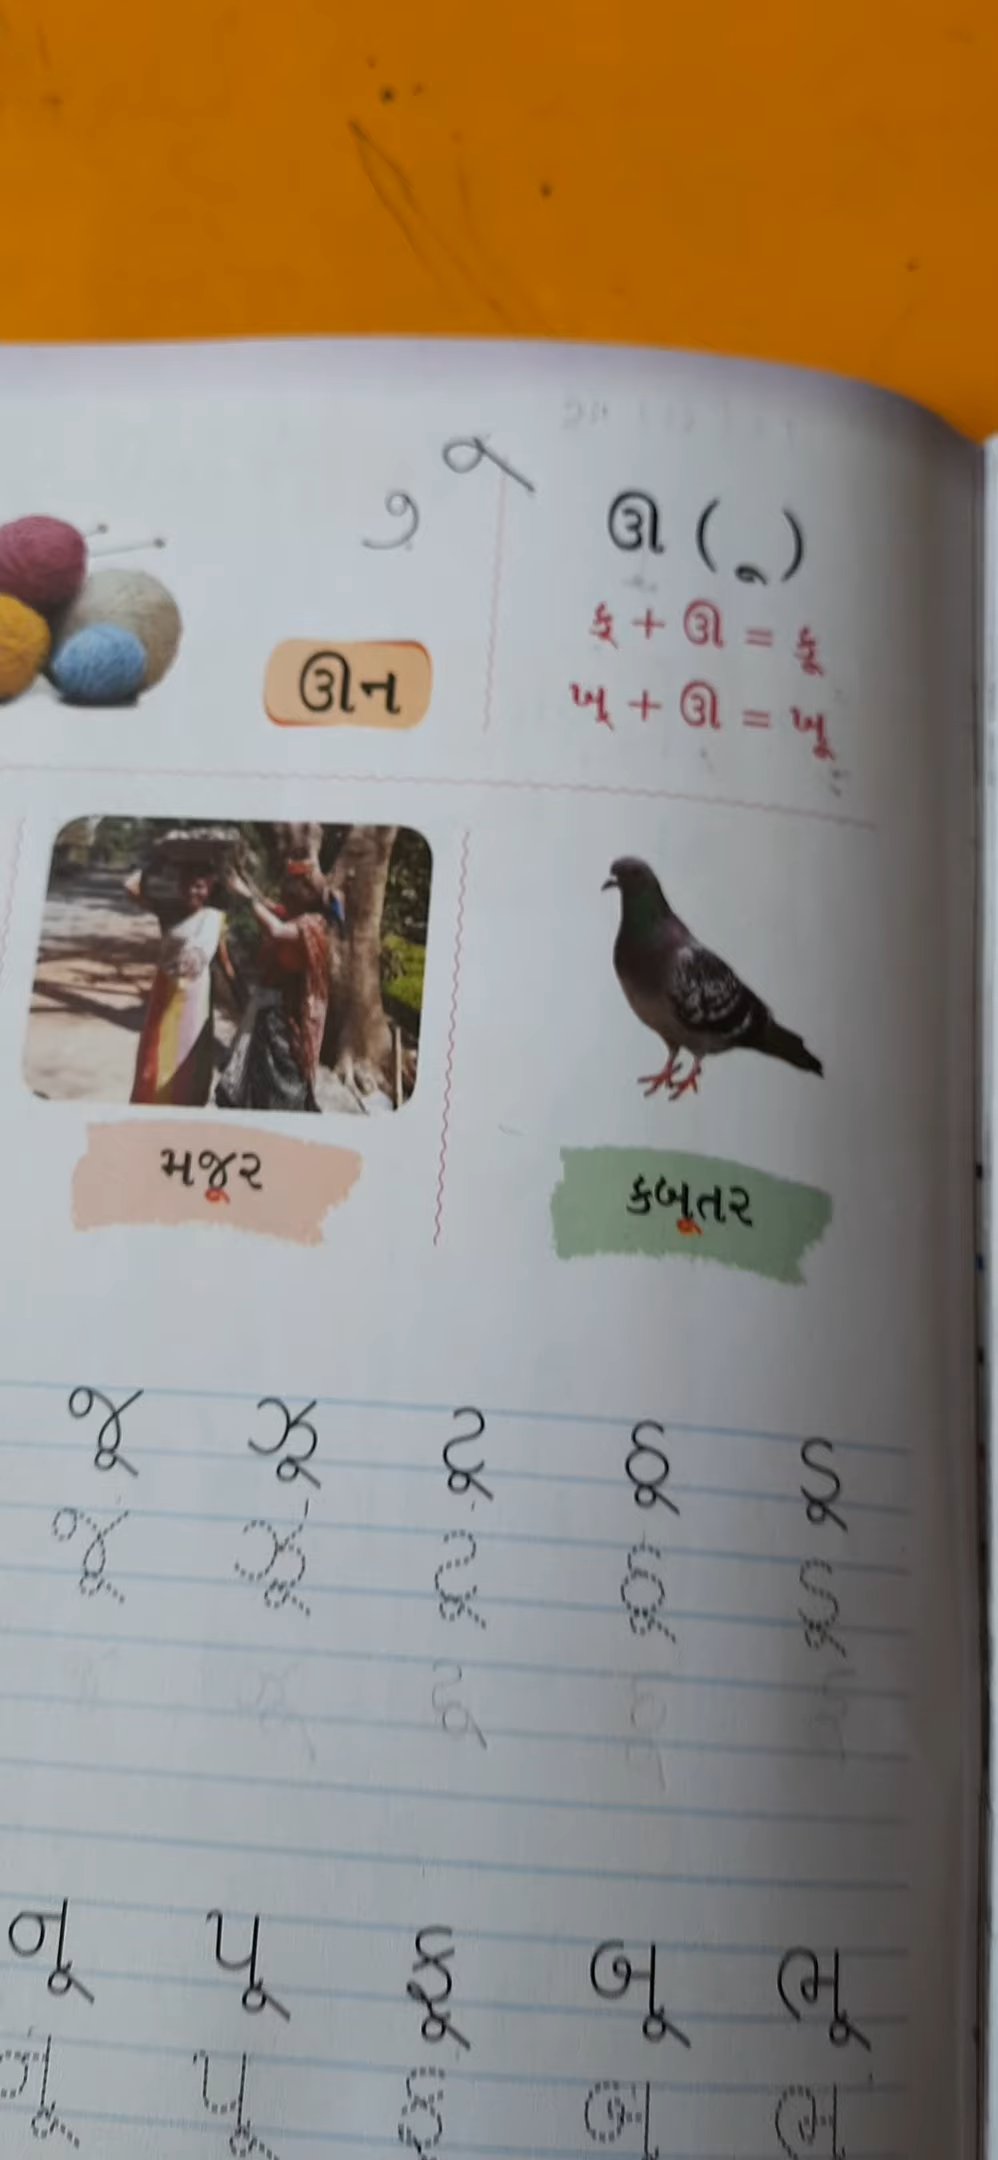 ઊ (ૂ)
ક્ + ઊ = કૂ
ઊન
ખ્ + ઊ = ખૂ
મજૂર
કબૂતર
જૂ ઝૂ ટૂ ઠૂ ડૂ
જૂ ઝૂ ટૂ ઠૂ ડૂ
નૂ પૂ ફૂ બૂ ભૂ
નૂ પૂ ફૂ બૂ ભૂ